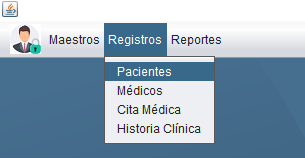 Maestros Registros Reportes
Pacientes
Médicos
Cita Médica
Historia Clínica